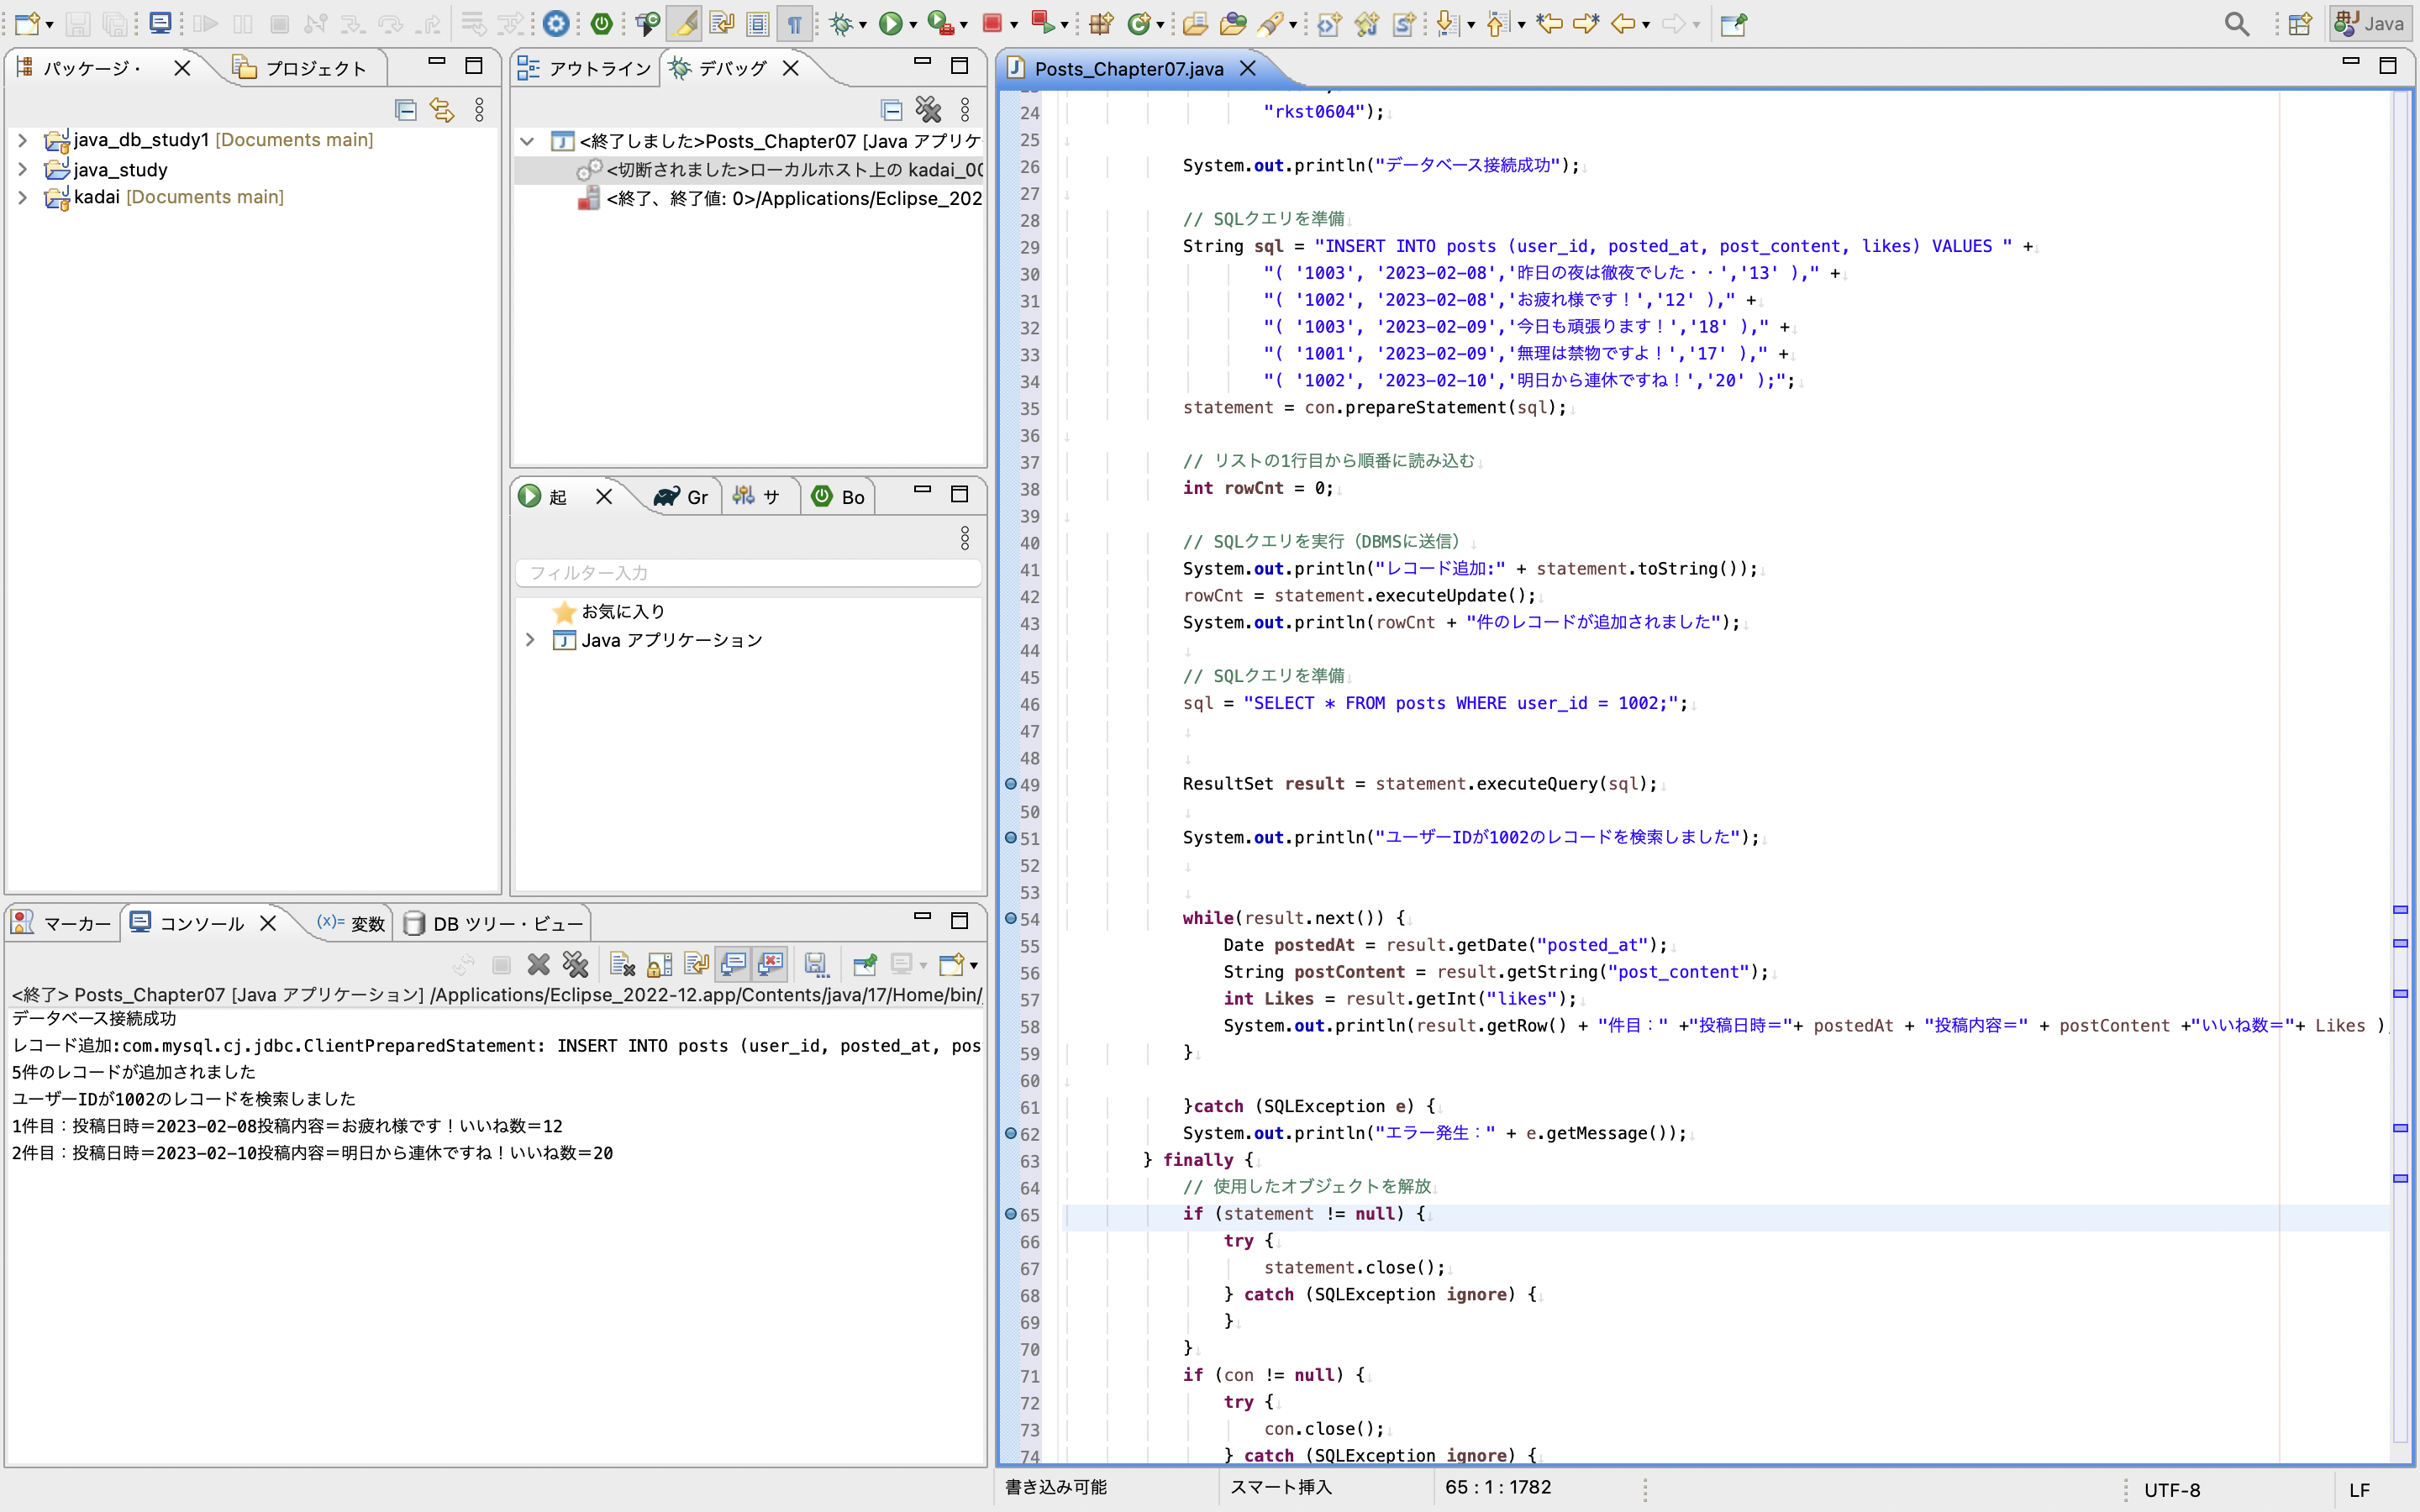 Java
パッケージ・
プロジェクト
java_db_study1 [Documents main]
java_study
kadai [Documents main]
アウトライン
デバッグ
<終了しました>Posts_Chapter07 [Java アプリケ
<切断されました>ローカルホスト上の kadai_00
<終了、終了値: 0>/Applications/Eclipse_202
起
Gr
サ
Bo
フィルター入力
お気に入り
Java アプリケーション
マーカー
コンソール
(x)= 変数
DB ツリー・ビュー
<終了> Posts_Chapter07 [Java アプリケーション] /Applications/Eclipse_2022-12.app/Contents/java/17/Home/bin/
データベース接続成功
レコード追加:com.mysql.cj.jdbc.ClientPreparedStatement: INSERT INTO posts (user_id, posted_at, pos
5件のレコードが追加されました
ユーザーIDが1002のレコードを検索しました
1件目：投稿日時＝2023-02-08投稿内容＝お疲れ様です！いいね数＝12
2件目：投稿日時＝2023-02-10投稿内容＝明日から連休ですね！いいね数＝20
Posts_Chapter07.java
24 "rkst0604");
25
26 System.out.println("データベース接続成功");
27
28 // SQLクエリを準備
29 String sql = "INSERT INTO posts (user_id, posted_at, post_content, likes) VALUES " +
30 "( '1003', '2023-02-08','昨日の夜は徹夜でした・・','13' )," +
31 "( '1002', '2023-02-08','お疲れ様です！','12' )," +
32 "( '1003', '2023-02-09','今日も頑張ります！','18' )," +
33 "( '1001', '2023-02-09','無理は禁物ですよ！','17' )," +
34 "( '1002', '2023-02-10','明日から連休ですね！','20' );";
35 statement = con.prepareStatement(sql);
36
37 // リストの1行目から順番に読み込む
38 int rowCnt = 0;
39
40 // SQLクエリを実行（DBMSに送信）
41 System.out.println("レコード追加:" + statement.toString());
42 rowCnt = statement.executeUpdate();
43 System.out.println(rowCnt + "件のレコードが追加されました");
44
45 // SQLクエリを準備
46 sql = "SELECT * FROM posts WHERE user_id = 1002;";
47
48
49 ResultSet result = statement.executeQuery(sql);
50
51 System.out.println("ユーザーIDが1002のレコードを検索しました");
52
53
54 while(result.next()) {
55 Date postedAt = result.getDate("posted_at");
56 String postContent = result.getString("post_content");
57 int Likes = result.getInt("likes");
58 System.out.println(result.getRow() + "件目：" +"投稿日時＝"+ postedAt + "投稿内容＝" + postContent +"いいね数＝"+ Likes )
59 }
60
61 }catch (SQLException e) {
62 System.out.println("エラー発生：" + e.getMessage());
63 } finally {
64 // 使用したオブジェクトを解放
65 if (statement != null) {
66 try {
67 statement.close();
68 } catch (SQLException ignore) {
69 }
70 }
71 if (con != null) {
72 try {
73 con.close();
74 } catch (SQLException ignore) {
書き込み可能
スマート挿入
65 : 1 : 1782
UTF-8
LF